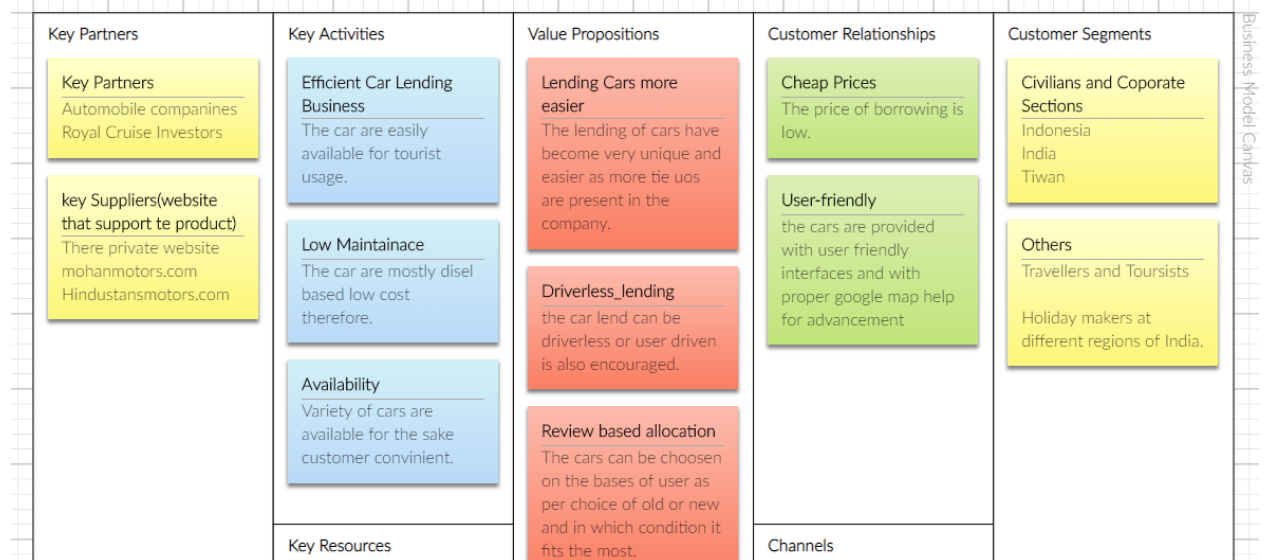 Key Partners
Key Partners
Automobile companines
Royal Cruise Investors
key Suppliers(website
that support te product)
There private website
mohanmotors.com
Hindustansmotors.com
Key Activities
Efficient Car Lending
Business
The car are easily
available for tourist
usage.
Low Maintainace
The car are mostly disel
based low cost
therefore.
Availability
Variety of cars are
available for the sake
customer convinient.
Key Resources
Value Propositions
Lending Cars more
easier
The lending of cars have
become very unique and
easier as more tie uos
are present in the
company.
Driverless_lending
the car lend can be
driverless or user driven
is also encouraged.
Review based allocation
The cars can be choosen
on the bases of user as
per choice of old or new
and in which condition it
fits the most.
Customer Relationships
Cheap Prices
The price of borrowing is
low.
User-friendly
the cars are provided
with user friendly
interfaces and with
proper google map help
for advancement
Channels
Customer Segments
Civilians and Coporate
Sections
Indonesia
India
Tiwan
Others
Travellers and Toursists
Holiday makers at
different regions of India.
Business Model Canvas